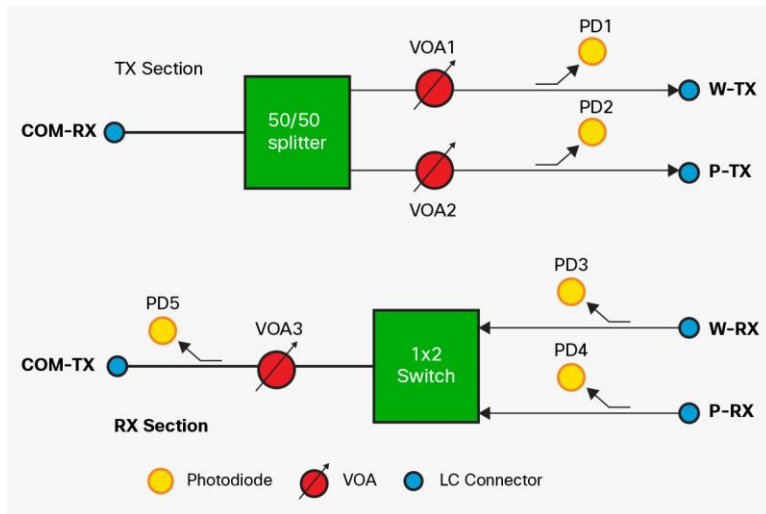 PD1
VOA1
TX Section
W-TX
50/50
splitter
PD2
COM-RX
P-TX
VOA2
PD3
PD5
VOA3
W-RX
1x2
Switch
PD4
COM-TX
P-RX
RX Section
Photodiode
VOA
LC Connector